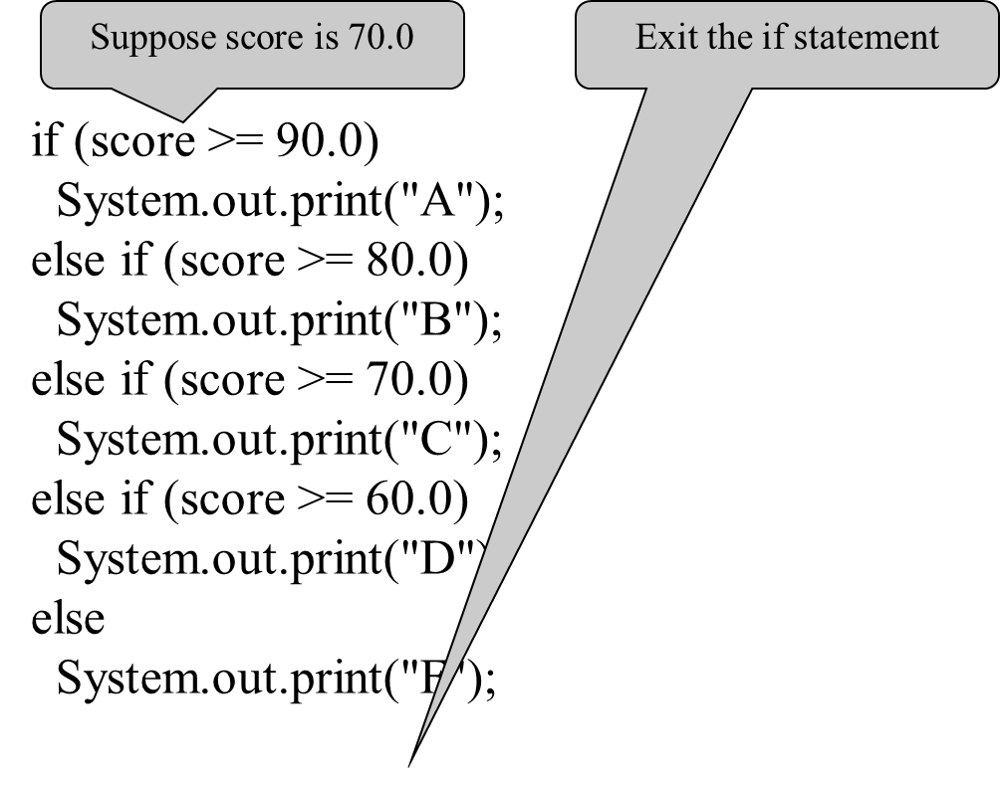 Suppose score is 70.0
Exit the if statement
if (score >= 90.0)
System.out.print("A");
else if (score >= 80.0)
System.out.print("B");
else if (score >= 70.0)
System.out.print("C");
else if (score >= 60.0)
System.out.print("D")
else
System.out.print("F");